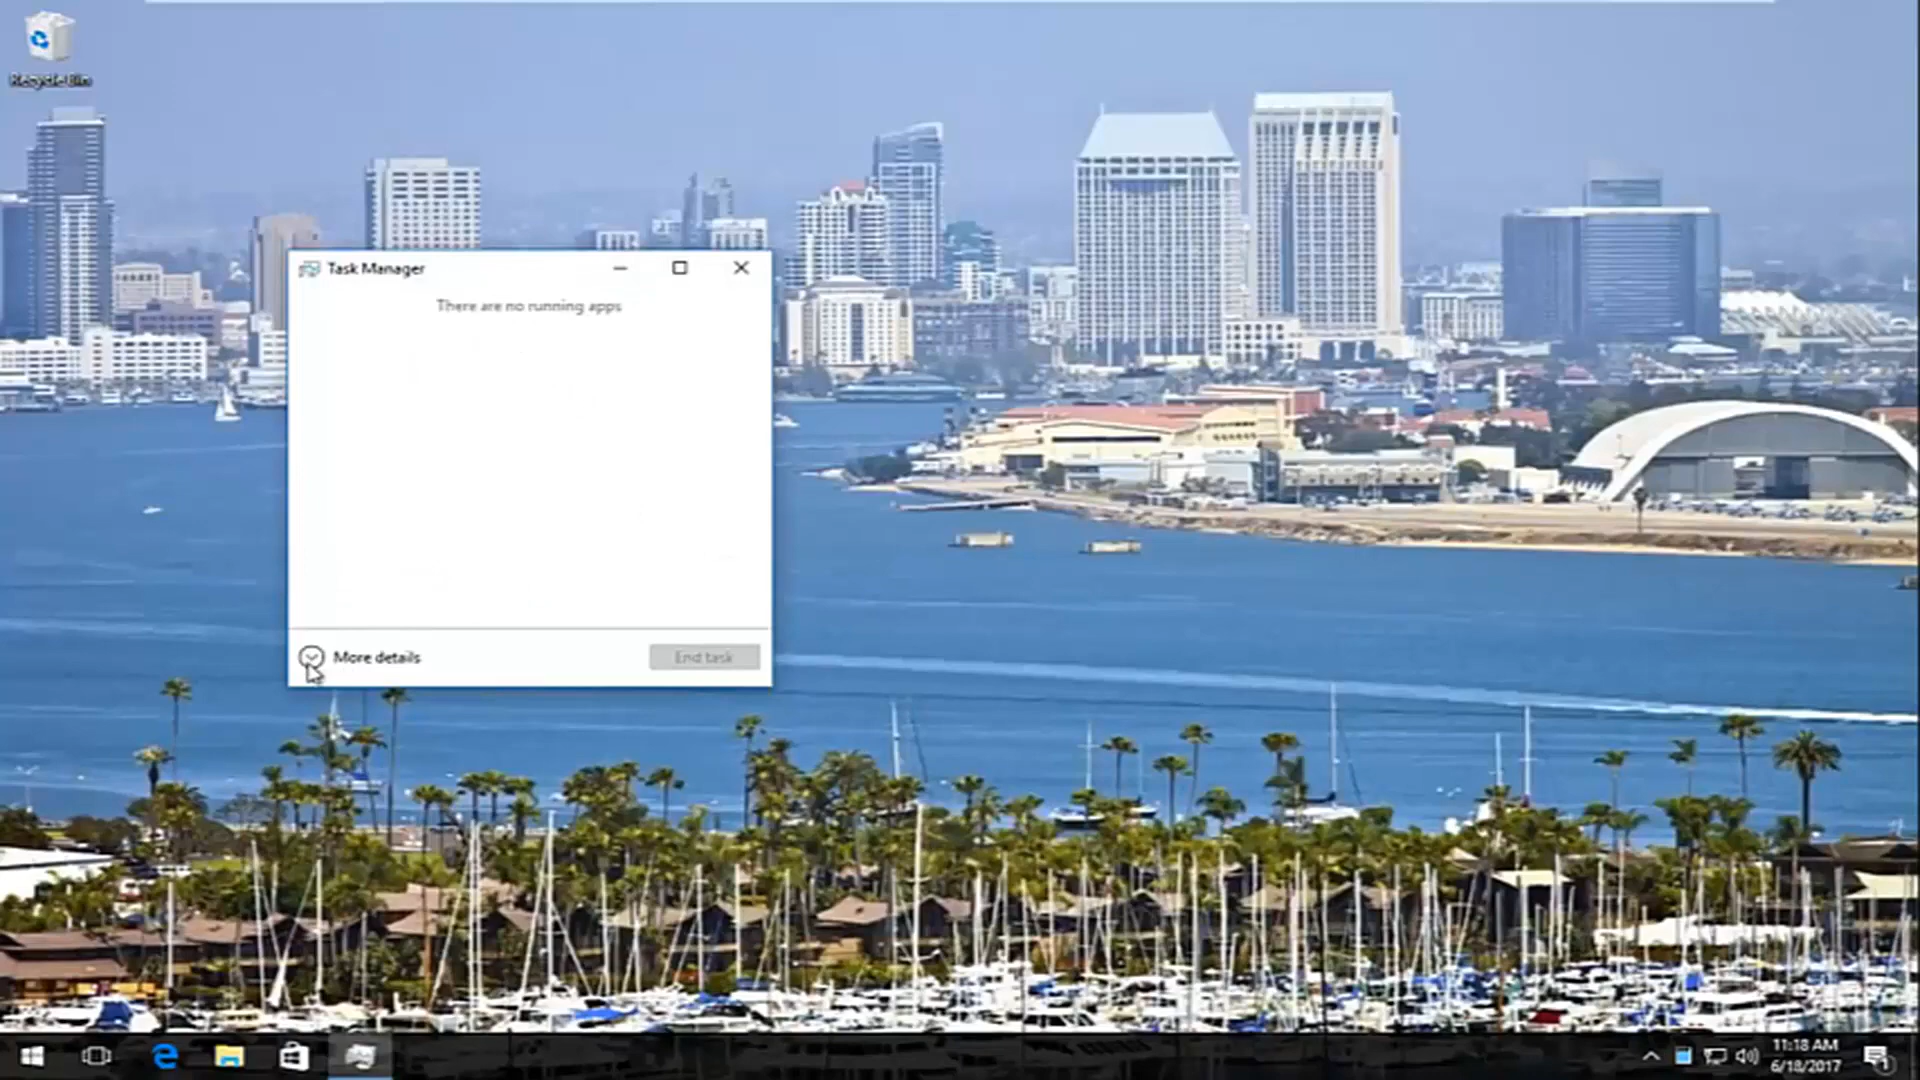 Recycle Bin
Task Manager
There are no running apps
More details
End task
11:18 AM
6/18/2017